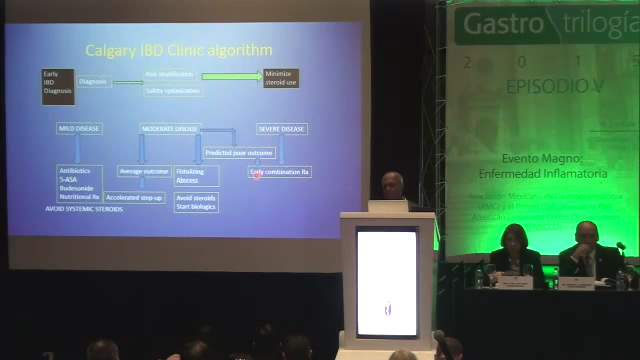 Calgary IBD Clinic algorithm
Early
IBD
Diagnosis
Diagnosis
Risk stratification
Safety optimization
Minimize
steroid use
MILD DISEASE
MODERATE DISEASE
SEVERE DISEASE
Predicted poor outcome
Antibiotics
5-ASA
Budesonide
Nutritional Rx
Average outcome
Fistulizing
Abscess
Early combination Rx
Accelerated step-up
Avoid steroids
Start biologics
AVOID SYSTEMIC STEROIDS
Gastro trilogía
2 0 1 5
EPISODIO V
Evento Magno:
Enfermedad Inflamatoria